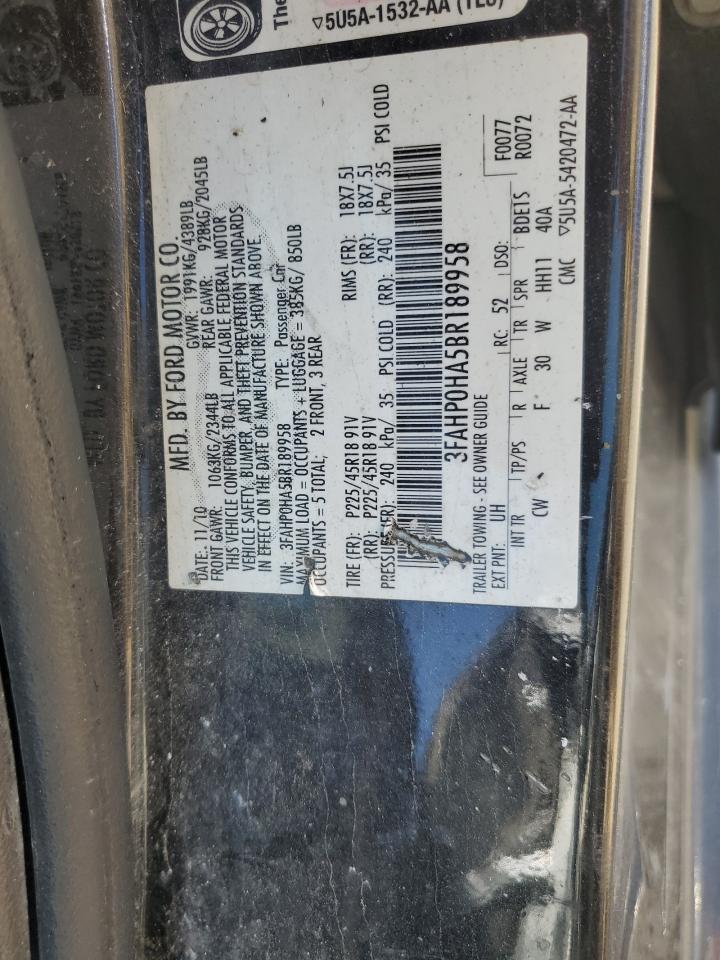 The
▽5U5A-1532-AA
MFD. BY FORD MOTOR CO.
DATE: 11/10 GVWR: 1991KG/4389LB
FRONT GAWR: 1063KG/2344LB REAR GAWR: 928KG/2045LB
THIS VEHICLE CONFORMS TO ALL APPLICABLE FEDERAL MOTOR
VEHICLE SAFETY, BUMPER, AND THEFT PREVENTION STANDARDS
IN EFFECT ON THE DATE OF MANUFACTURE SHOWN ABOVE.
VIN: 3FAHP0HA5BR189958 TYPE: Passenger Car
MAXIMUM LOAD = OCCUPANTS + LUGGAGE = 385KG/ 850LB
OCCUPANTS = 5 TOTAL; 2 FRONT, 3 REAR
TIRE (FR): P225/45R18 91V RIMS (FR): 18X7.5J
(RR): P225/45R18 91V (RR): 18X7.5J
PRESSURE(FR): 240 kPa/ 35 PSI COLD (RR): 240 kPa/ 35 PSI COLD
3FAHP0HA5BR189958
TRAILER TOWING - SEE OWNER GUIDE F0077
EXT PNT: UH RC: 52 DSO: R0072
INT TR TP/PS R AXLE TR SPR BDE1S
CW F 30 W HH11 40A
CMC ▽5U5A-5420472-AA